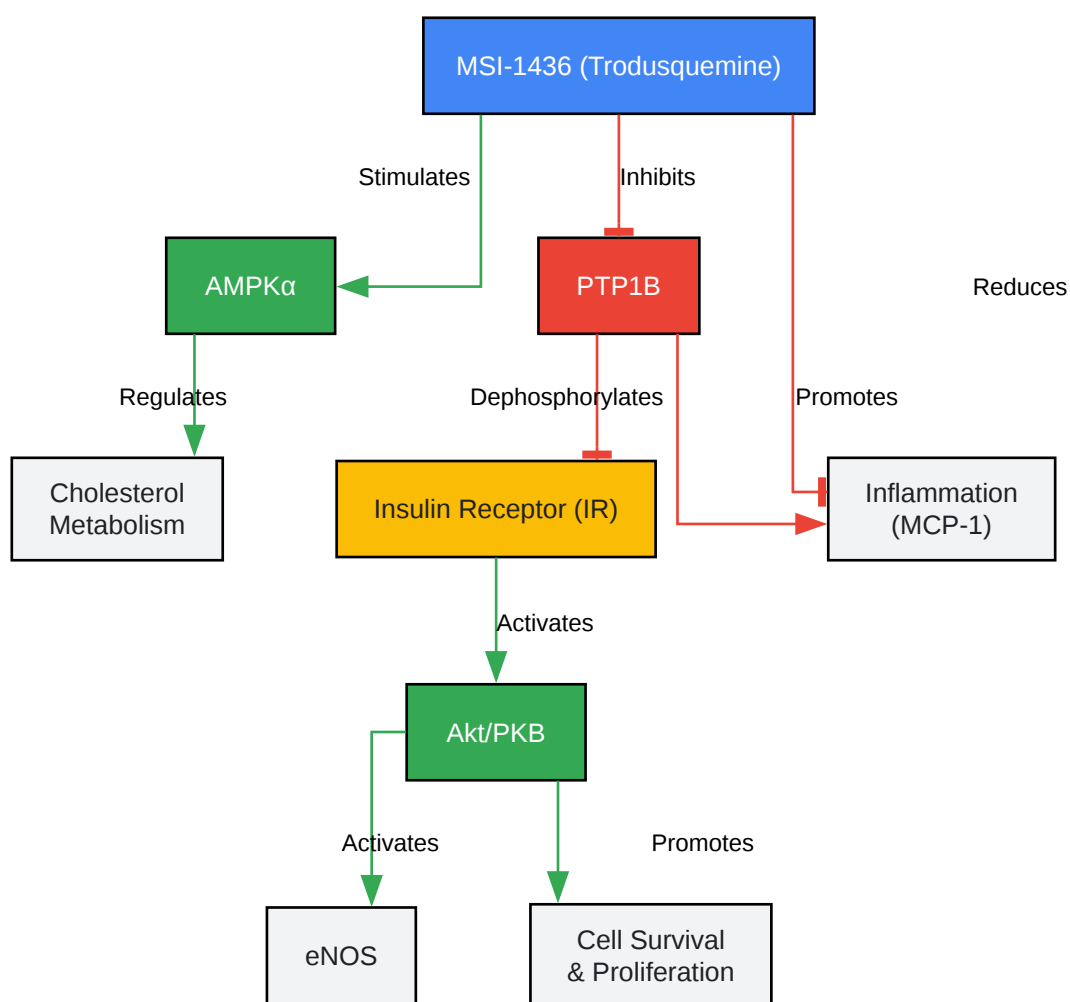 MSI-1436 (Trodusquemine)
Stimulates
Inhibits
AMPKα
PTP1B
Reduces
Regulates
Dephosphorylates
Promotes
Cholesterol
Metabolism
Insulin Receptor (IR)
Inflammation
(MCP-1)
Activates
Akt/PKB
Activates
Promotes
eNOS
Cell Survival
& Proliferation